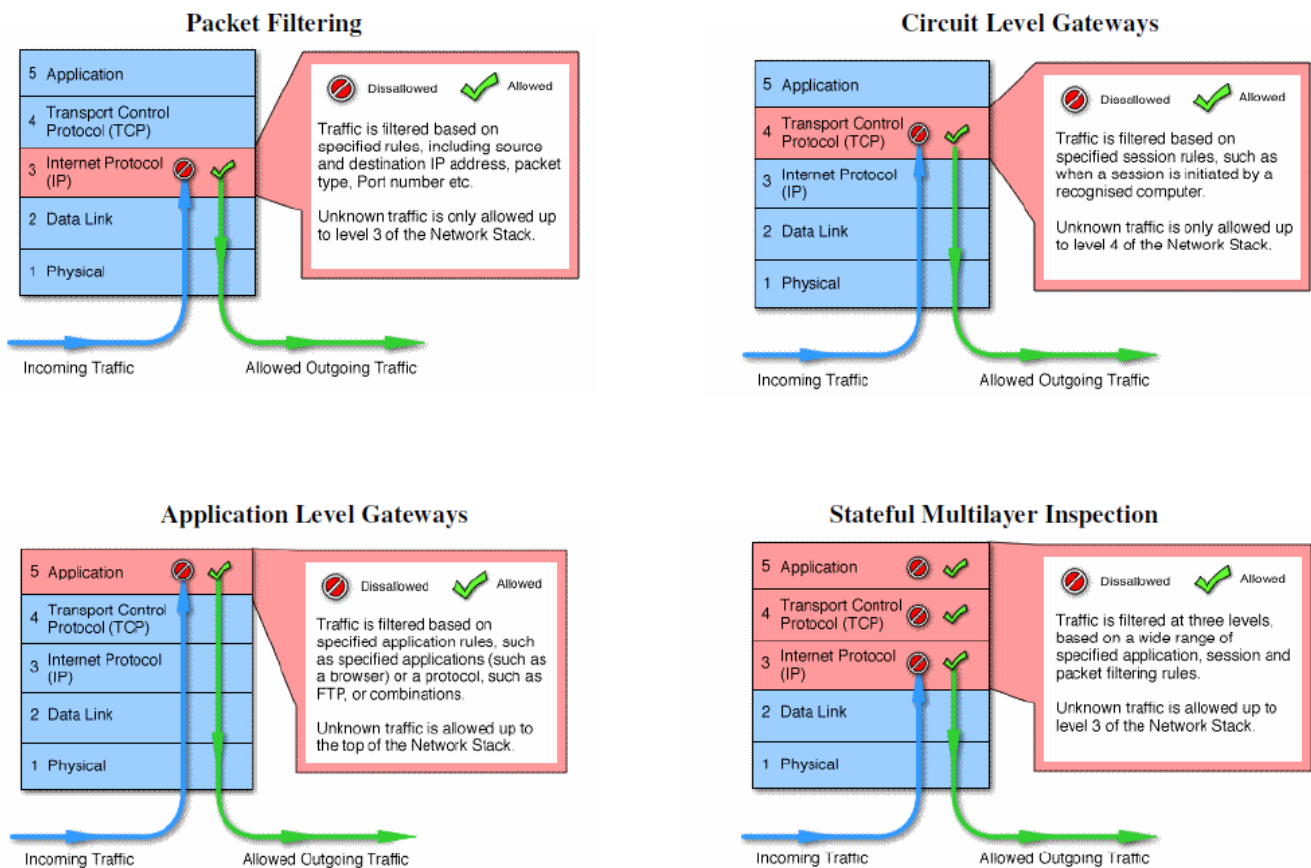 Packet Filtering
5 Application
4 Transport Control
Protocol (TCP)
3 Internet Protocol
(IP)
2 Data Link
1 Physical
Dissallowed
Allowed
Traffic is filtered based on
specified rules, including source
and destination IP address, packet
type, Port number etc.
Unknown traffic is only allowed up
to level 3 of the Network Stack.
Incoming Traffic
Allowed Outgoing Traffic
Circuit Level Gateways
5 Application
4 Transport Control
Protocol (TCP)
3 Internet Protocol
(IP)
2 Data Link
1 Physical
Dissallowed
Allowed
Traffic is filtered based on
specified session rules, such as
when a session is initiated by a
recognised computer.
Unknown traffic is only allowed up
to level 4 of the Network Stack.
Incoming Traffic
Allowed Outgoing Traffic
Application Level Gateways
5 Application
4 Transport Control
Protocol (TCP)
3 Internet Protocol
(IP)
2 Data Link
1 Physical
Dissallowed
Allowed
Traffic is filtered based on
specified application rules, such
as specified applications (such as
a browser) or a protocol, such as
FTP, or combinations.
Unknown traffic is allowed up to
the top of the Network Stack.
Incoming Traffic
Allowed Outgoing Traffic
Stateful Multilayer Inspection
5 Application
4 Transport Control
Protocol (TCP)
3 Internet Protocol
(IP)
2 Data Link
1 Physical
Dissallowed
Allowed
Traffic is filtered at three levels,
based on a wide range of
specified application, session and
packet filtering rules.
Unknown traffic is allowed up to
level 3 of the Network Stack.
Incoming Traffic
Allowed Outgoing Traffic